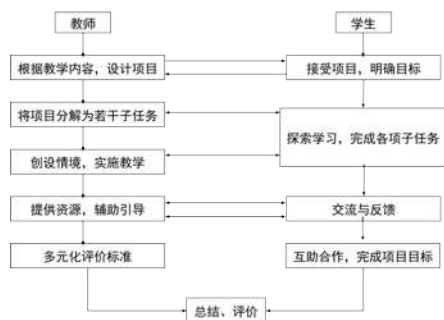 教师
学生
根据教学内容，设计项目
接受项目，明确目标
将项目分解为若干子任务
探索学习，完成各项子任务
创设情境，实施教学
提供资源，辅助引导
交流与反馈
多元化评价标准
互助合作，完成项目目标
总结、评价